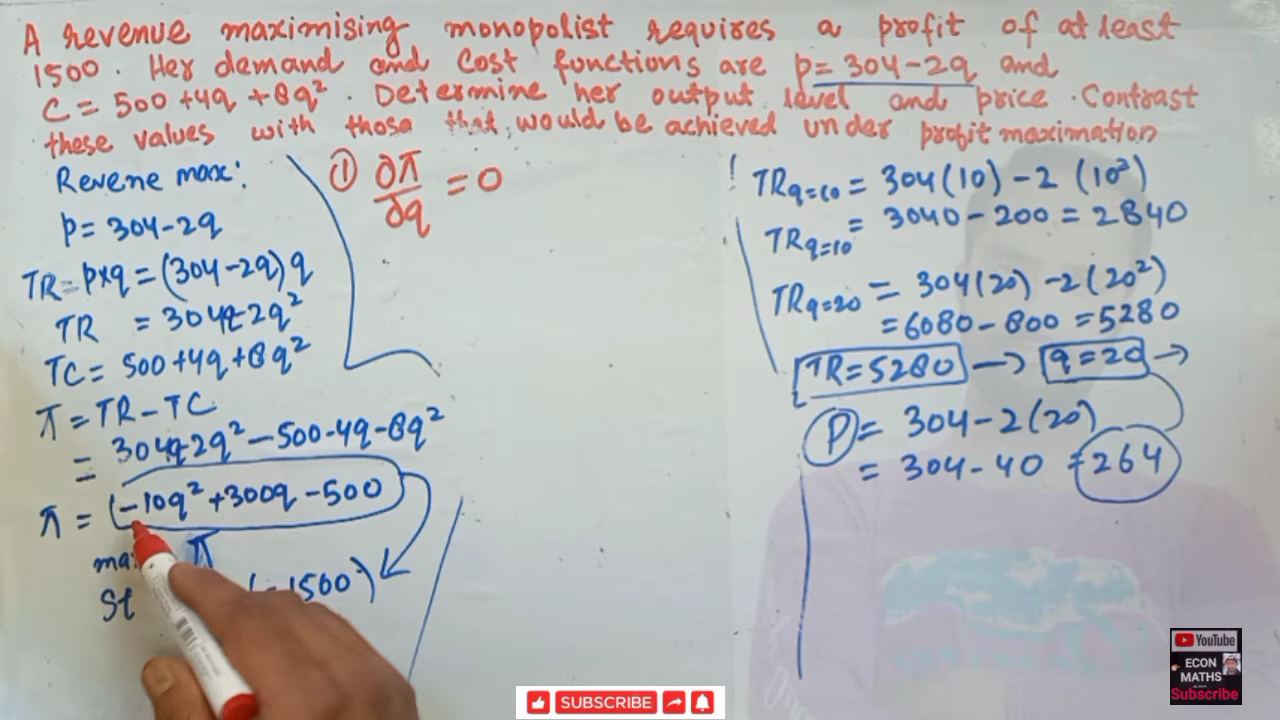 A revenue maximising monopolist requires a profit of at least
1500. Her demand and cost functions are p = 304-2q and
C = 500 + 4q + 8q². Determine her output level and price. Contrast
these values with those that would be achieved under profit maximation
Revene max:
P = 304-2q
TR = P×q = (304-2q)q
TR = 304q-2q²
TC = 500+4q+8q²
π = TR - TC
= 304q-2q² - 500-4q-8q²
π = (-10q² + 300q - 500
π
St (= 1500)
① ∂π/∂q = 0
TR q=10 = 304(10) - 2 (10²)
TR q=10 = 3040 - 200 = 2840
TR q=20 = 304(20) - 2(20²)
= 6080 - 800 = 5280
TR = 5280 → q = 20 →
P = 304 - 2(20)
= 304 - 40 = 264
YouTube
ECON
MATHS
Subscribe
SUBSCRIBE